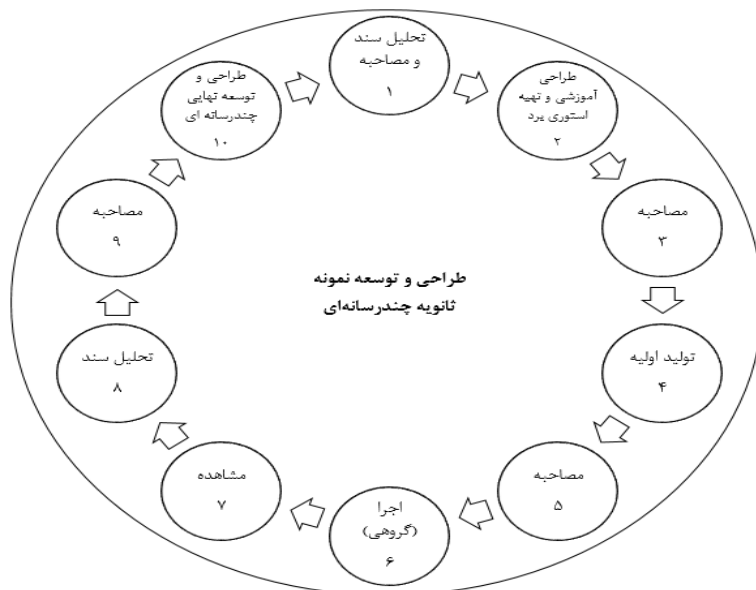 تحلیل سند
و مصاحبه
۱
طراحی
آموزشی و تهیه
استوری برد
۲
مصاحبه
۳
تولید اولیه
۴
مصاحبه
۵
اجرا
(گروهی)
۶
مشاهده
۷
تحلیل سند
۸
مصاحبه
۹
طراحی و
توسعه نهایی
چندرسانه ای
۱۰
طراحی و توسعه نمونه
ثانویه چندرسانه‌ای